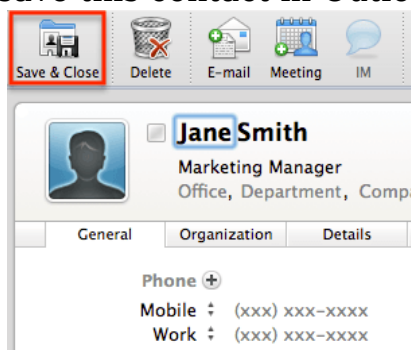 Save & Close Delete E-mail Meeting IM
Jane Smith
Marketing Manager
Office, Department, Compa
General Organization Details
Phone
Mobile (xxx) xxx-xxxx
Work (xxx) xxx-xxxx